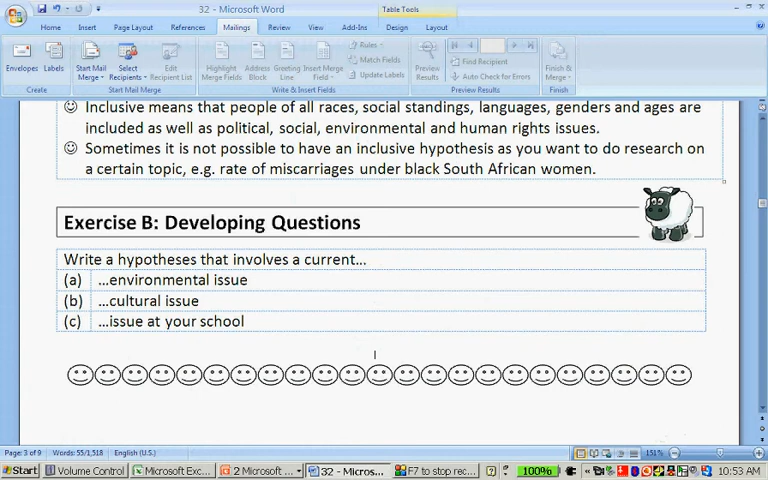 32 - Microsoft Word
Table Tools
Home Insert Page Layout References Mailings Review View Add-Ins Design Layout
Envelopes Labels
Create
Start Mail Merge Select Recipients Edit Recipient List
Start Mail Merge
Highlight Merge Fields Address Block Greeting Line Insert Merge Field
Rules
Match Fields
Update Labels
Write & Insert Fields
Preview Results
Find Recipient
Auto Check for Errors
Preview Results
Finish & Merge
Finish
Inclusive means that people of all races, social standings, languages, genders and ages are
included as well as political, social, environmental and human rights issues.
Sometimes it is not possible to have an inclusive hypothesis as you want to do research on
a certain topic, e.g. rate of miscarriages under black South African women.
Exercise B: Developing Questions
Write a hypotheses that involves a current...
(a) ...environmental issue
(b) ...cultural issue
(c) ...issue at your school
Page: 3 of 9 Words: 55/1,518 English (U.S.) 151%
Start Volume Control Microsoft Exc... 2 Microsoft ... 32 - Micros... F7 to stop rec... 100% 10:53 AM